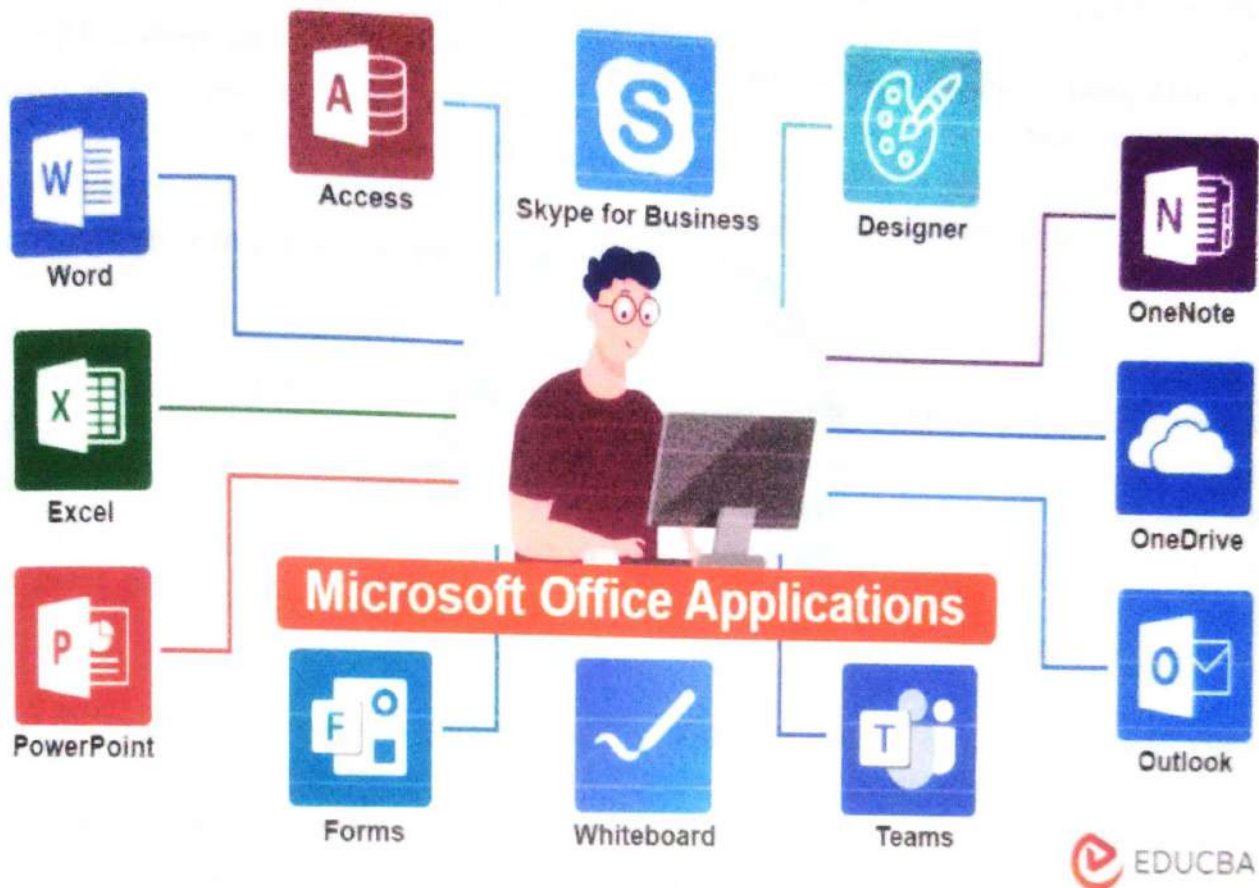 A
S
Access
Skype for Business
Designer
W
Word
N
OneNote
X
Excel
OneDrive
Microsoft Office Applications
P
PowerPoint
O
Outlook
F
Forms
Whiteboard
T
Teams
EDUCBA